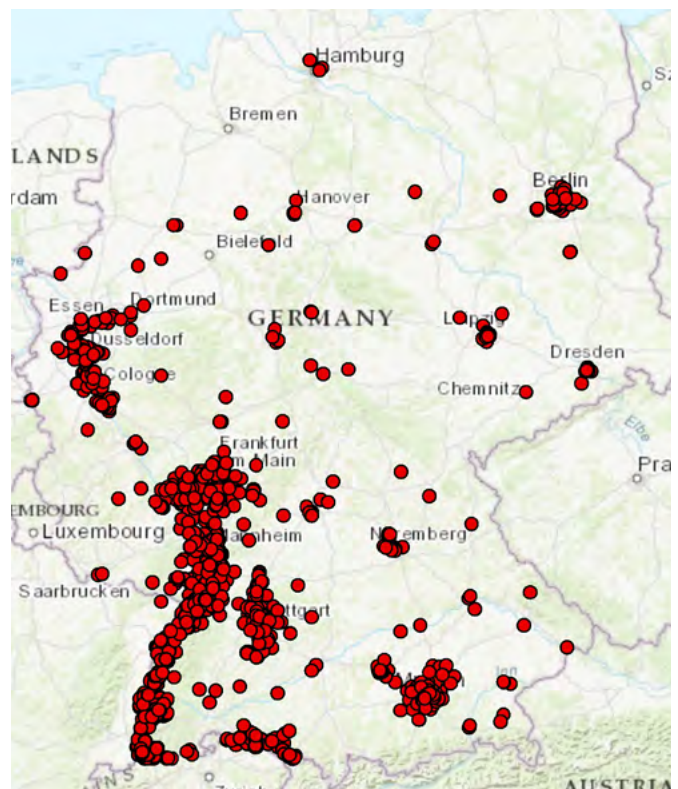 Hamburg
Sz
Bremen
LANDS
rdam
Berlin
Hanover
Bielefeld
Essen
Dortmund
GERMANY
Dusseldorf
Cologne
Dresden
Chemnitz
Elbe
Frankfurt
Pra
EMBOURG
Luxembourg
Saarbrucken
AUSTRIA